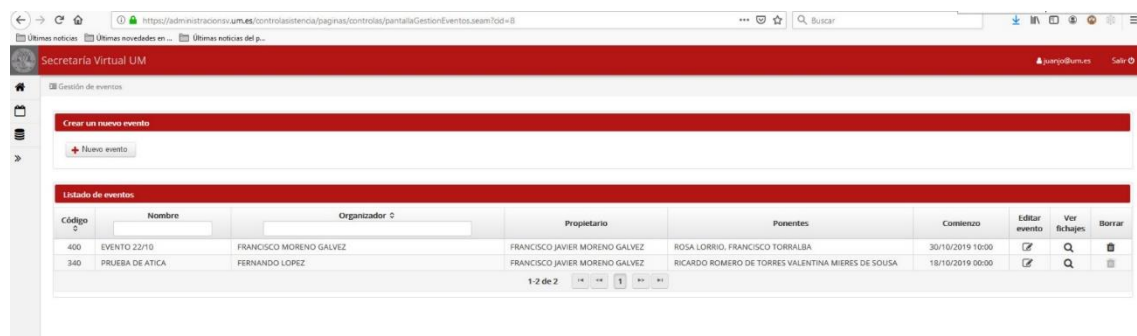 https://administracionsv.um.es/controlasistencia/paginas/controlas/pantallaGestionEventos.seam?cid=8
Buscar
Últimas noticias Últimas novedades en ... Últimas noticias del p...
Secretaría Virtual UM juanjo@um.es Salir
Gestión de eventos
Crear un nuevo evento
Nuevo evento
Listado de eventos
Código Nombre Organizador Propietario Ponentes Comienzo Editar evento Ver fichajes Borrar
400 EVENTO 22/10 FRANCISCO MORENO GALVEZ FRANCISCO JAVIER MORENO GALVEZ ROSA LORRIO, FRANCISCO TORRALBA 30/10/2019 10:00
340 PRUEBA DE ATICA FERNANDO LOPEZ FRANCISCO JAVIER MORENO GALVEZ RICARDO ROMERO DE TORRES VALENTINA MIERES DE SOUSA 18/10/2019 00:00
1-2 de 2 1